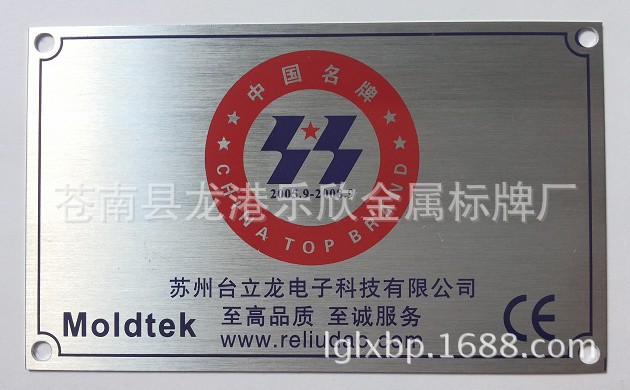 中国名牌
CHINA TOP BRAND
苍南县龙港乐欣金属标牌厂
苏州台立龙电子科技有限公司
Moldtek
至高品质 至诚服务
CE
lglxbp.1688.com